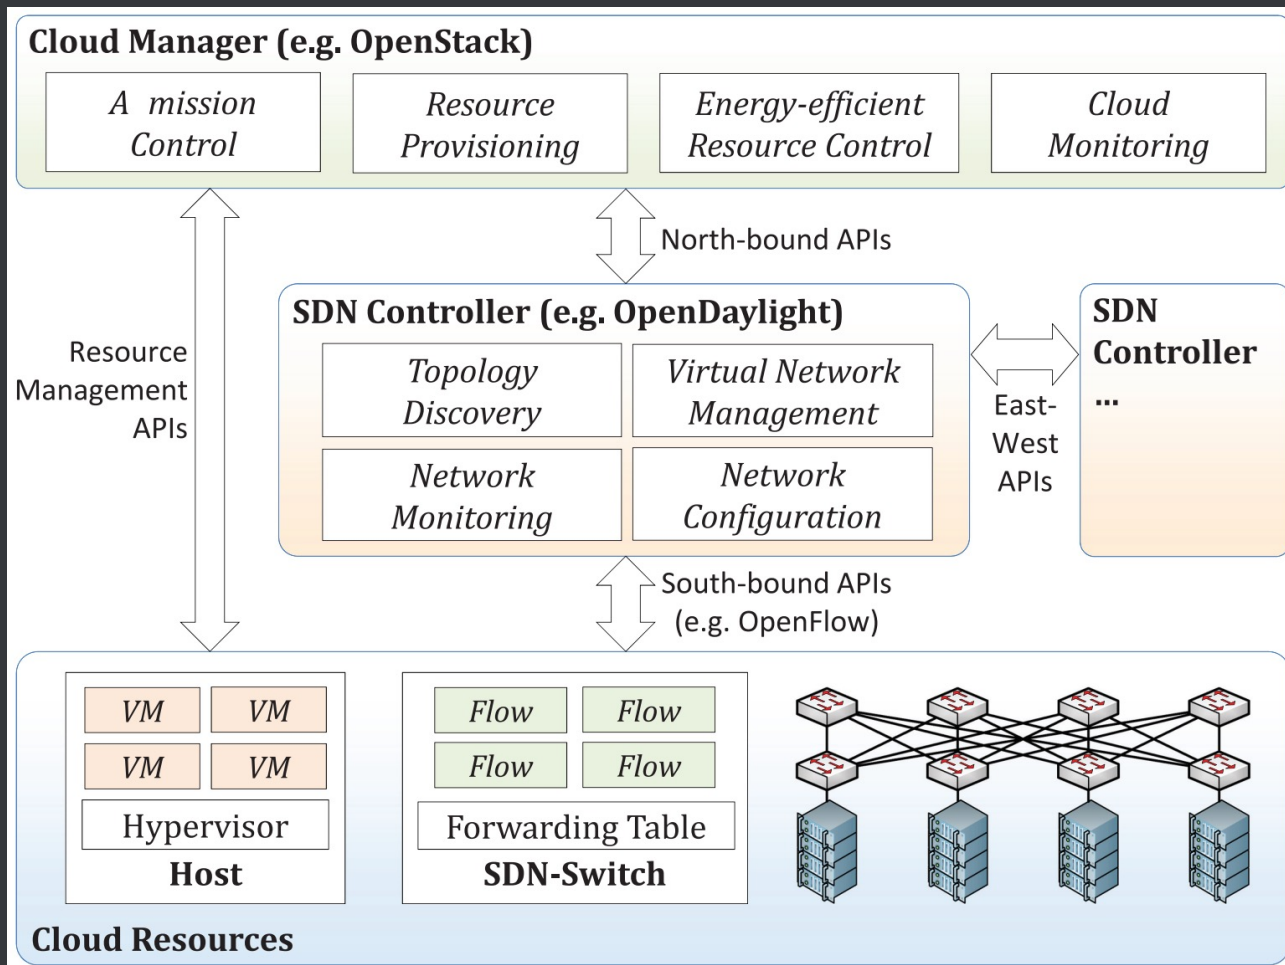 Cloud Manager (e.g. OpenStack)
A mission
Control
Resource
Provisioning
Energy-efficient
Resource Control
Cloud
Monitoring
North-bound APIs
Resource
Management
APIs
SDN Controller (e.g. OpenDaylight)
Topology
Discovery
Virtual Network
Management
Network
Monitoring
Network
Configuration
East-
West
APIs
SDN
Controller
...
South-bound APIs
(e.g. OpenFlow)
VM VM
VM VM
Hypervisor
Host
Flow Flow
Flow Flow
Forwarding Table
SDN-Switch
Cloud Resources